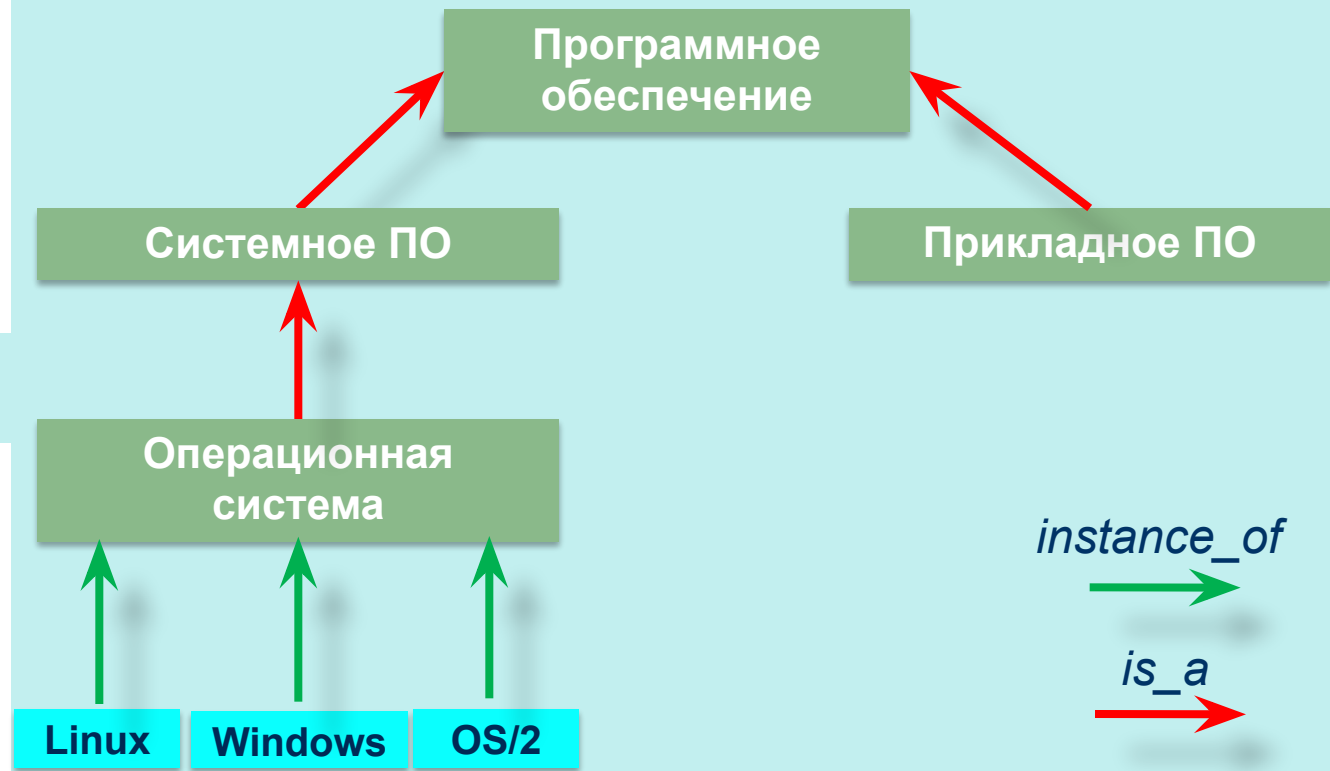 Программное
обеспечение
Системное ПО
Прикладное ПО
Операционная
система
instance_of
is_a
Linux
Windows
OS/2